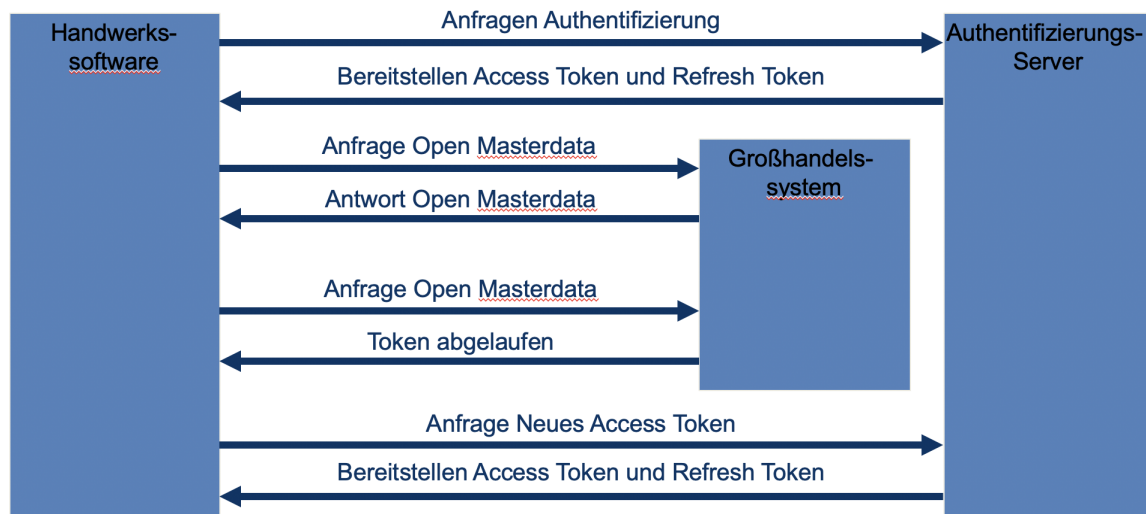 Anfragen Authentifizierung
Handwerks-
software
Authentifizierungs-
Server
Bereitstellen Access Token und Refresh Token
Anfrage Open Masterdata
Großhandels-
system
Antwort Open Masterdata
Anfrage Open Masterdata
Token abgelaufen
Anfrage Neues Access Token
Bereitstellen Access Token und Refresh Token